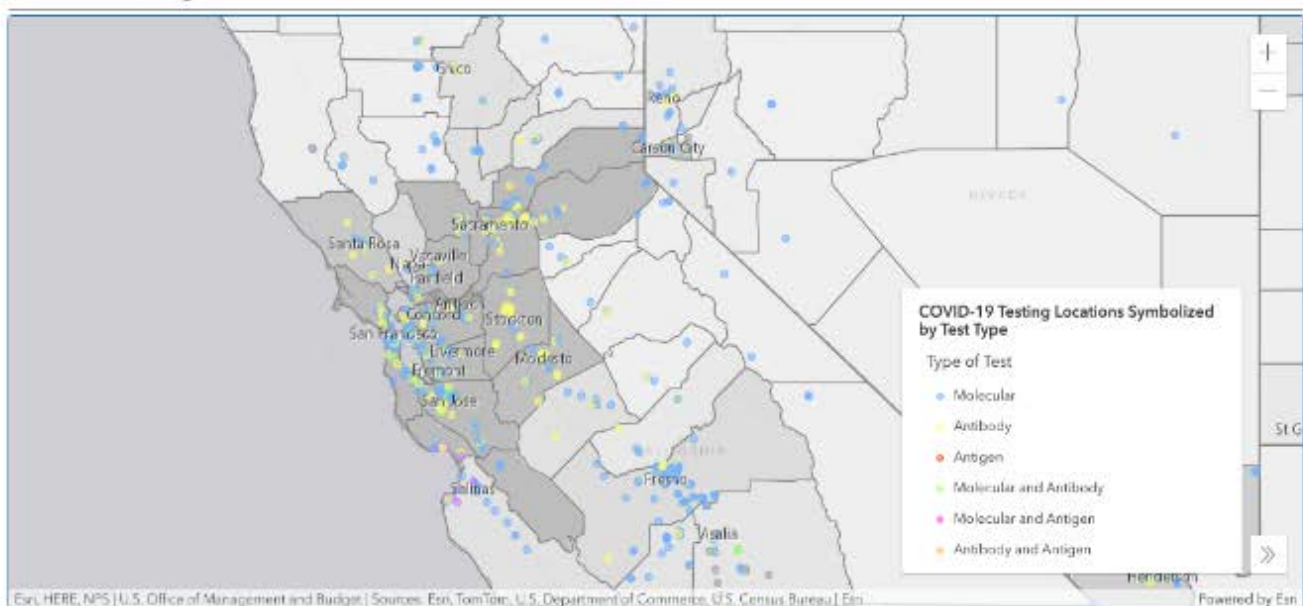 Chico
Reno
Carson City
NEVADA
Sacramento
Santa Rosa
Vacaville
Napa
Fairfield
Antioch
Concord
Stockton
San Francisco
Livermore
Modesto
Fremont
San Jose
CALIFORNIA
Fresno
Salinas
Visalia
St G
Henderson
+
−
COVID-19 Testing Locations Symbolized
by Test Type
Type of Test
Molecular
Antibody
Antigen
Molecular and Antibody
Molecular and Antigen
Antibody and Antigen
»
Esri, HERE, NPS | U.S. Office of Management and Budget | Sources: Esri, TomTom, U.S. Department of Commerce, U.S. Census Bureau | Esri
Powered by Esri